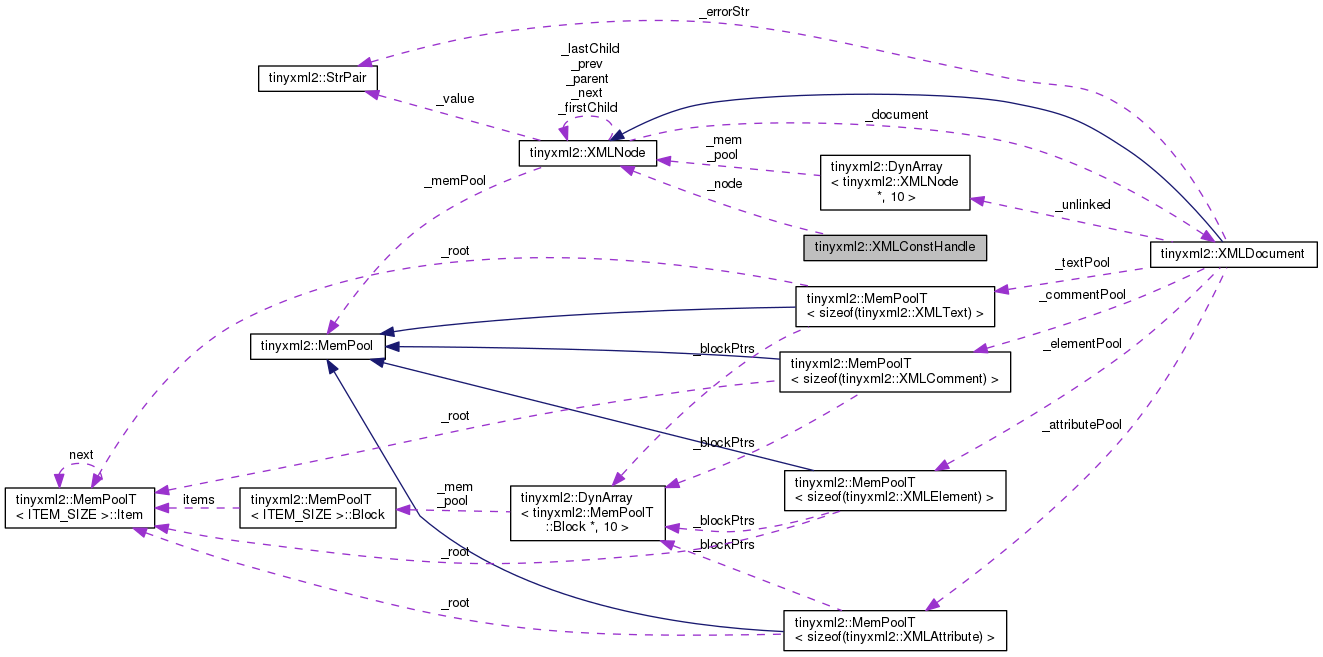 _errorStr
_lastChild
_prev
_parent
_next
_firstChild
tinyxml2::StrPair
_value
_document
tinyxml2::XMLNode
_mem
_pool
tinyxml2::DynArray
< tinyxml2::XMLNode
*, 10 >
_memPool
_node
_unlinked
tinyxml2::XMLConstHandle
tinyxml2::XMLDocument
_root
_textPool
_commentPool
tinyxml2::MemPoolT
< sizeof(tinyxml2::XMLText) >
tinyxml2::MemPool
_blockPtrs
_elementPool
tinyxml2::MemPoolT
< sizeof(tinyxml2::XMLComment) >
_root
_attributePool
_blockPtrs
next
tinyxml2::MemPoolT
< ITEM_SIZE >::Item
items
tinyxml2::MemPoolT
< ITEM_SIZE >::Block
_mem
_pool
tinyxml2::DynArray
< tinyxml2::MemPoolT
::Block *, 10 >
tinyxml2::MemPoolT
< sizeof(tinyxml2::XMLElement) >
_blockPtrs
_blockPtrs
_root
_root
tinyxml2::MemPoolT
< sizeof(tinyxml2::XMLAttribute) >